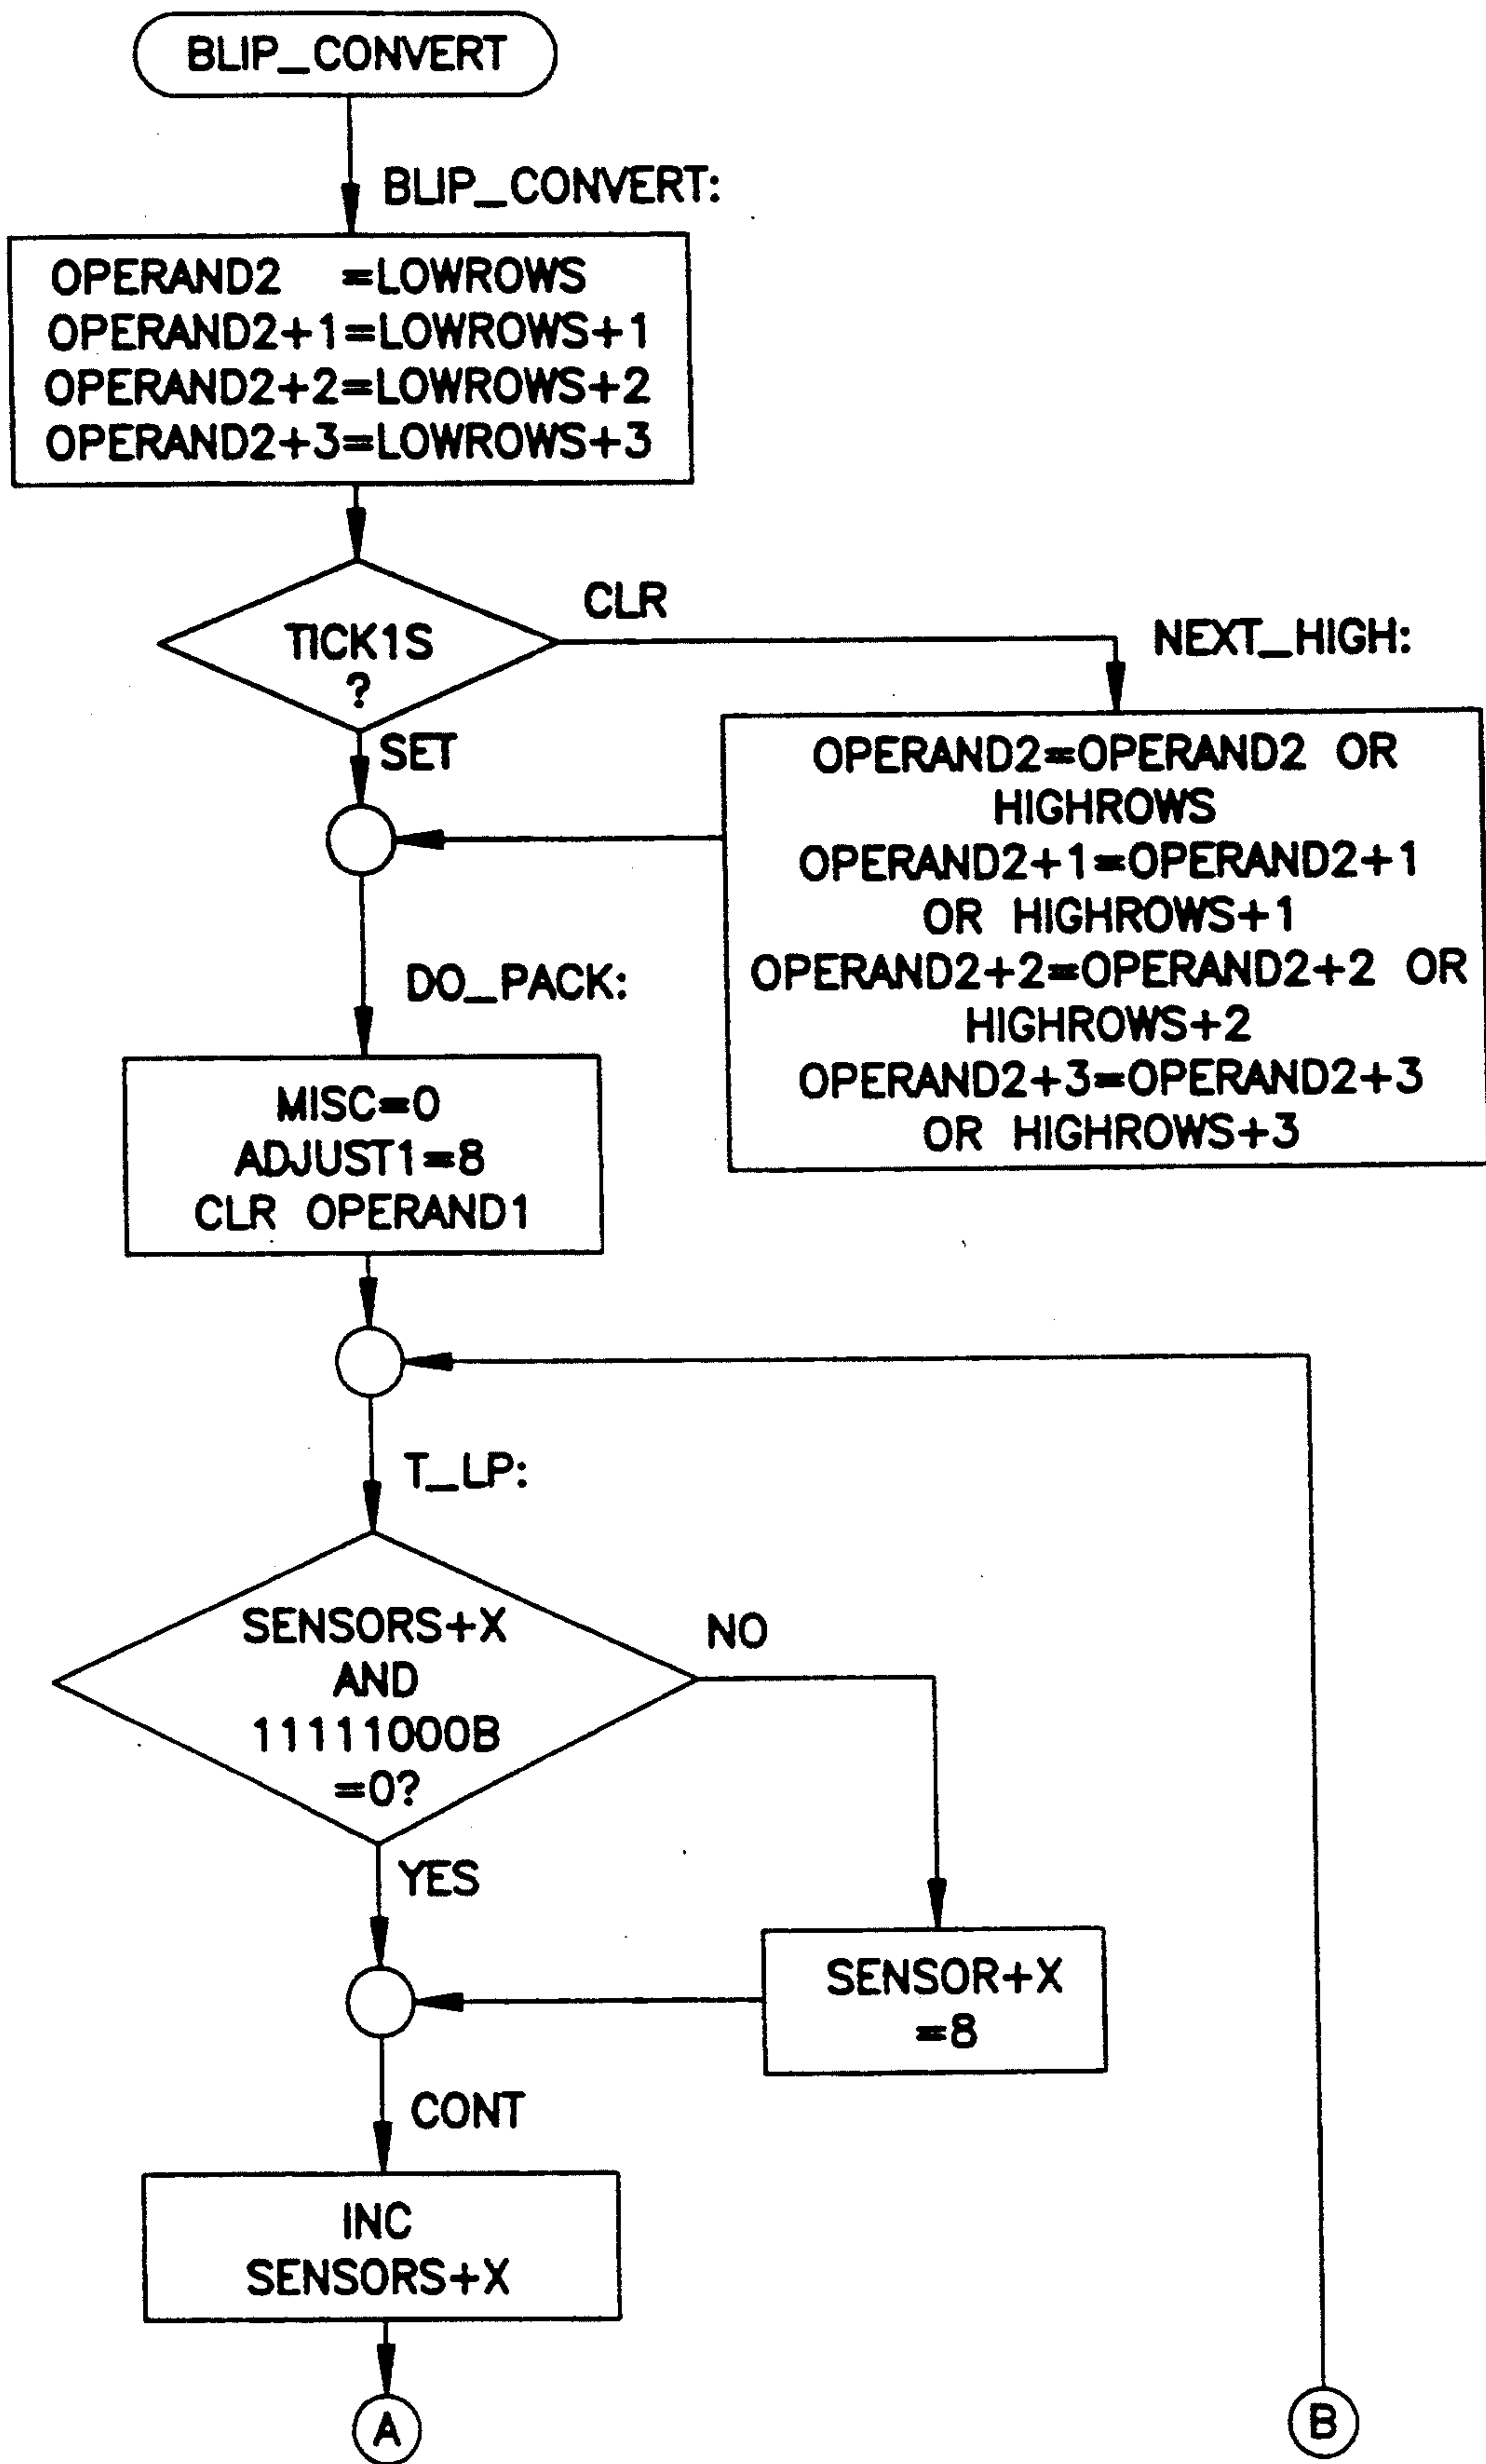 BLIP_CONVERT
BLIP_CONVERT:
OPERAND2 =LOWROWS
OPERAND2+1=LOWROWS+1
OPERAND2+2=LOWROWS+2
OPERAND2+3=LOWROWS+3
TICK1S
?
CLR
NEXT_HIGH:
SET
OPERAND2=OPERAND2 OR
HIGHROWS
OPERAND2+1=OPERAND2+1
OR HIGHROWS+1
OPERAND2+2=OPERAND2+2 OR
HIGHROWS+2
OPERAND2+3=OPERAND2+3
OR HIGHROWS+3
DO_PACK:
MISC=0
ADJUST1=8
CLR OPERAND1
T_LP:
SENSORS+X
AND
11111000B
=0?
NO
YES
SENSOR+X
=8
CONT
INC
SENSORS+X
A
B